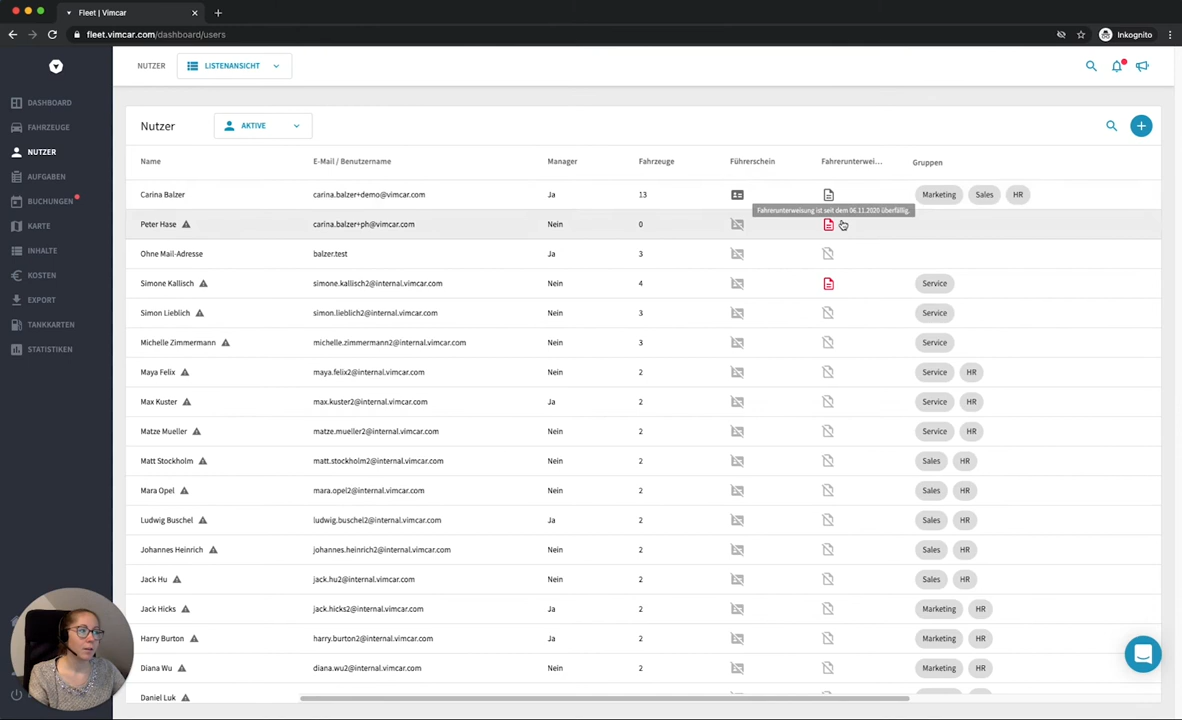 Fleet | Vimcar
fleet.vimcar.com/dashboard/users
Inkognito
NUTZER
LISTENANSICHT
DASHBOARD
FAHRZEUGE
NUTZER
AUFGABEN
BUCHUNGEN
KARTE
INHALTE
KOSTEN
EXPORT
TANKKARTEN
STATISTIKEN
Nutzer
AKTIVE
Name E-Mail / Benutzername Manager Fahrzeuge Führerschein Fahrerunterwei... Gruppen
Carina Balzer carina.balzer+demo@vimcar.com Ja 13 Marketing Sales HR
Fahrerunterweisung ist seit dem 06.11.2020 überfällig.
Peter Hase carina.balzer+ph@vimcar.com Nein 0
Ohne Mail-Adresse balzer.test Ja 3
Simone Kallisch simone.kallisch2@internal.vimcar.com Nein 4 Service
Simon Lieblich simon.lieblich2@internal.vimcar.com Nein 3 Service
Michelle Zimmermann michelle.zimmermann2@internal.vimcar.com Nein 3 Service
Maya Felix maya.felix2@internal.vimcar.com Nein 2 Service HR
Max Kuster max.kuster2@internal.vimcar.com Ja 2 Service HR
Matze Mueller matze.mueller2@internal.vimcar.com Nein 2 Service HR
Matt Stockholm matt.stockholm2@internal.vimcar.com Nein 2 Sales HR
Mara Opel mara.opel2@internal.vimcar.com Nein 2 Sales HR
Ludwig Buschel ludwig.buschel2@internal.vimcar.com Ja 2 Sales HR
Johannes Heinrich johannes.heinrich2@internal.vimcar.com Nein 2 Sales HR
Jack Hu jack.hu2@internal.vimcar.com Nein 2 Sales HR
Jack Hicks jack.hicks2@internal.vimcar.com Ja 2 Marketing HR
Harry Burton harry.burton2@internal.vimcar.com Ja 2 Marketing HR
Diana Wu diana.wu2@internal.vimcar.com Nein 2 Marketing HR
Daniel Luk